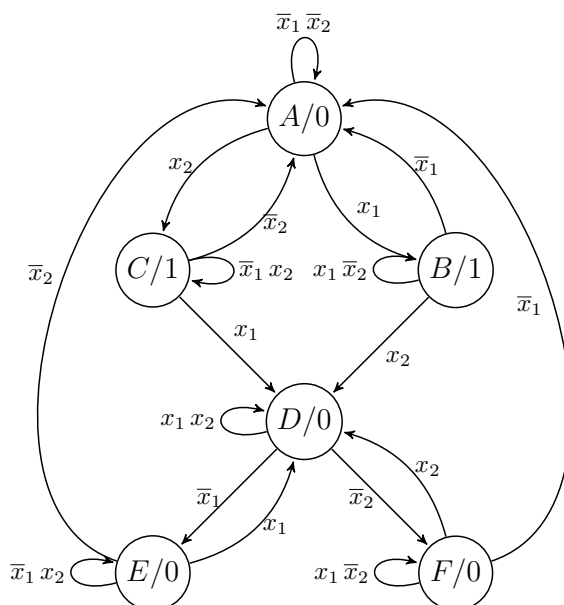 x̅₁ x̅₂
A/0
x₂
x̅₁
x₁
x̅₂
C/1
x̅₁ x₂
x₁ x̅₂
B/1
x̅₂
x̅₁
x₁
x₂
x₁ x₂
D/0
x₂
x̅₁
x̅₂
x₁
x̅₁ x₂
E/0
x₁ x̅₂
F/0